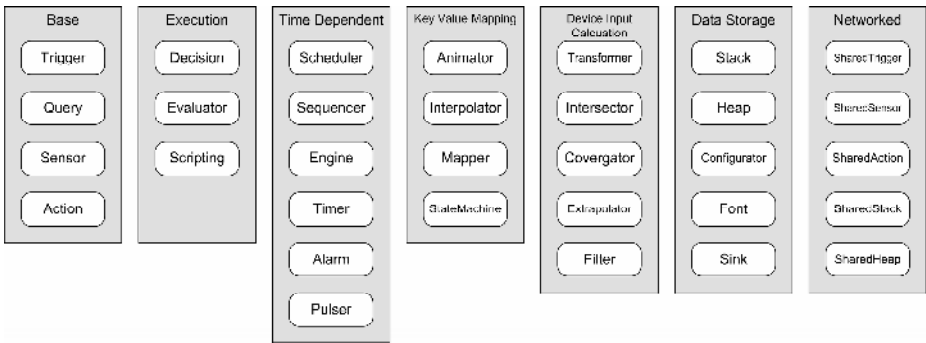 Base
Trigger
Query
Sensor
Action
Execution
Decision
Evaluator
Scripting
Time Dependent
Scheduler
Sequencer
Engine
Timer
Alarm
Pulsor
Key Value Mapping
Animator
Interpolator
Mapper
StateMachine
Device Input
Calcuation
Transformer
Intersector
Covergator
Extrapolator
Filter
Data Storage
Stack
Heap
Configurator
Font
Sink
Networked
SharedTrigger
SharedSensor
SharedAction
SharedStack
SharedHeap